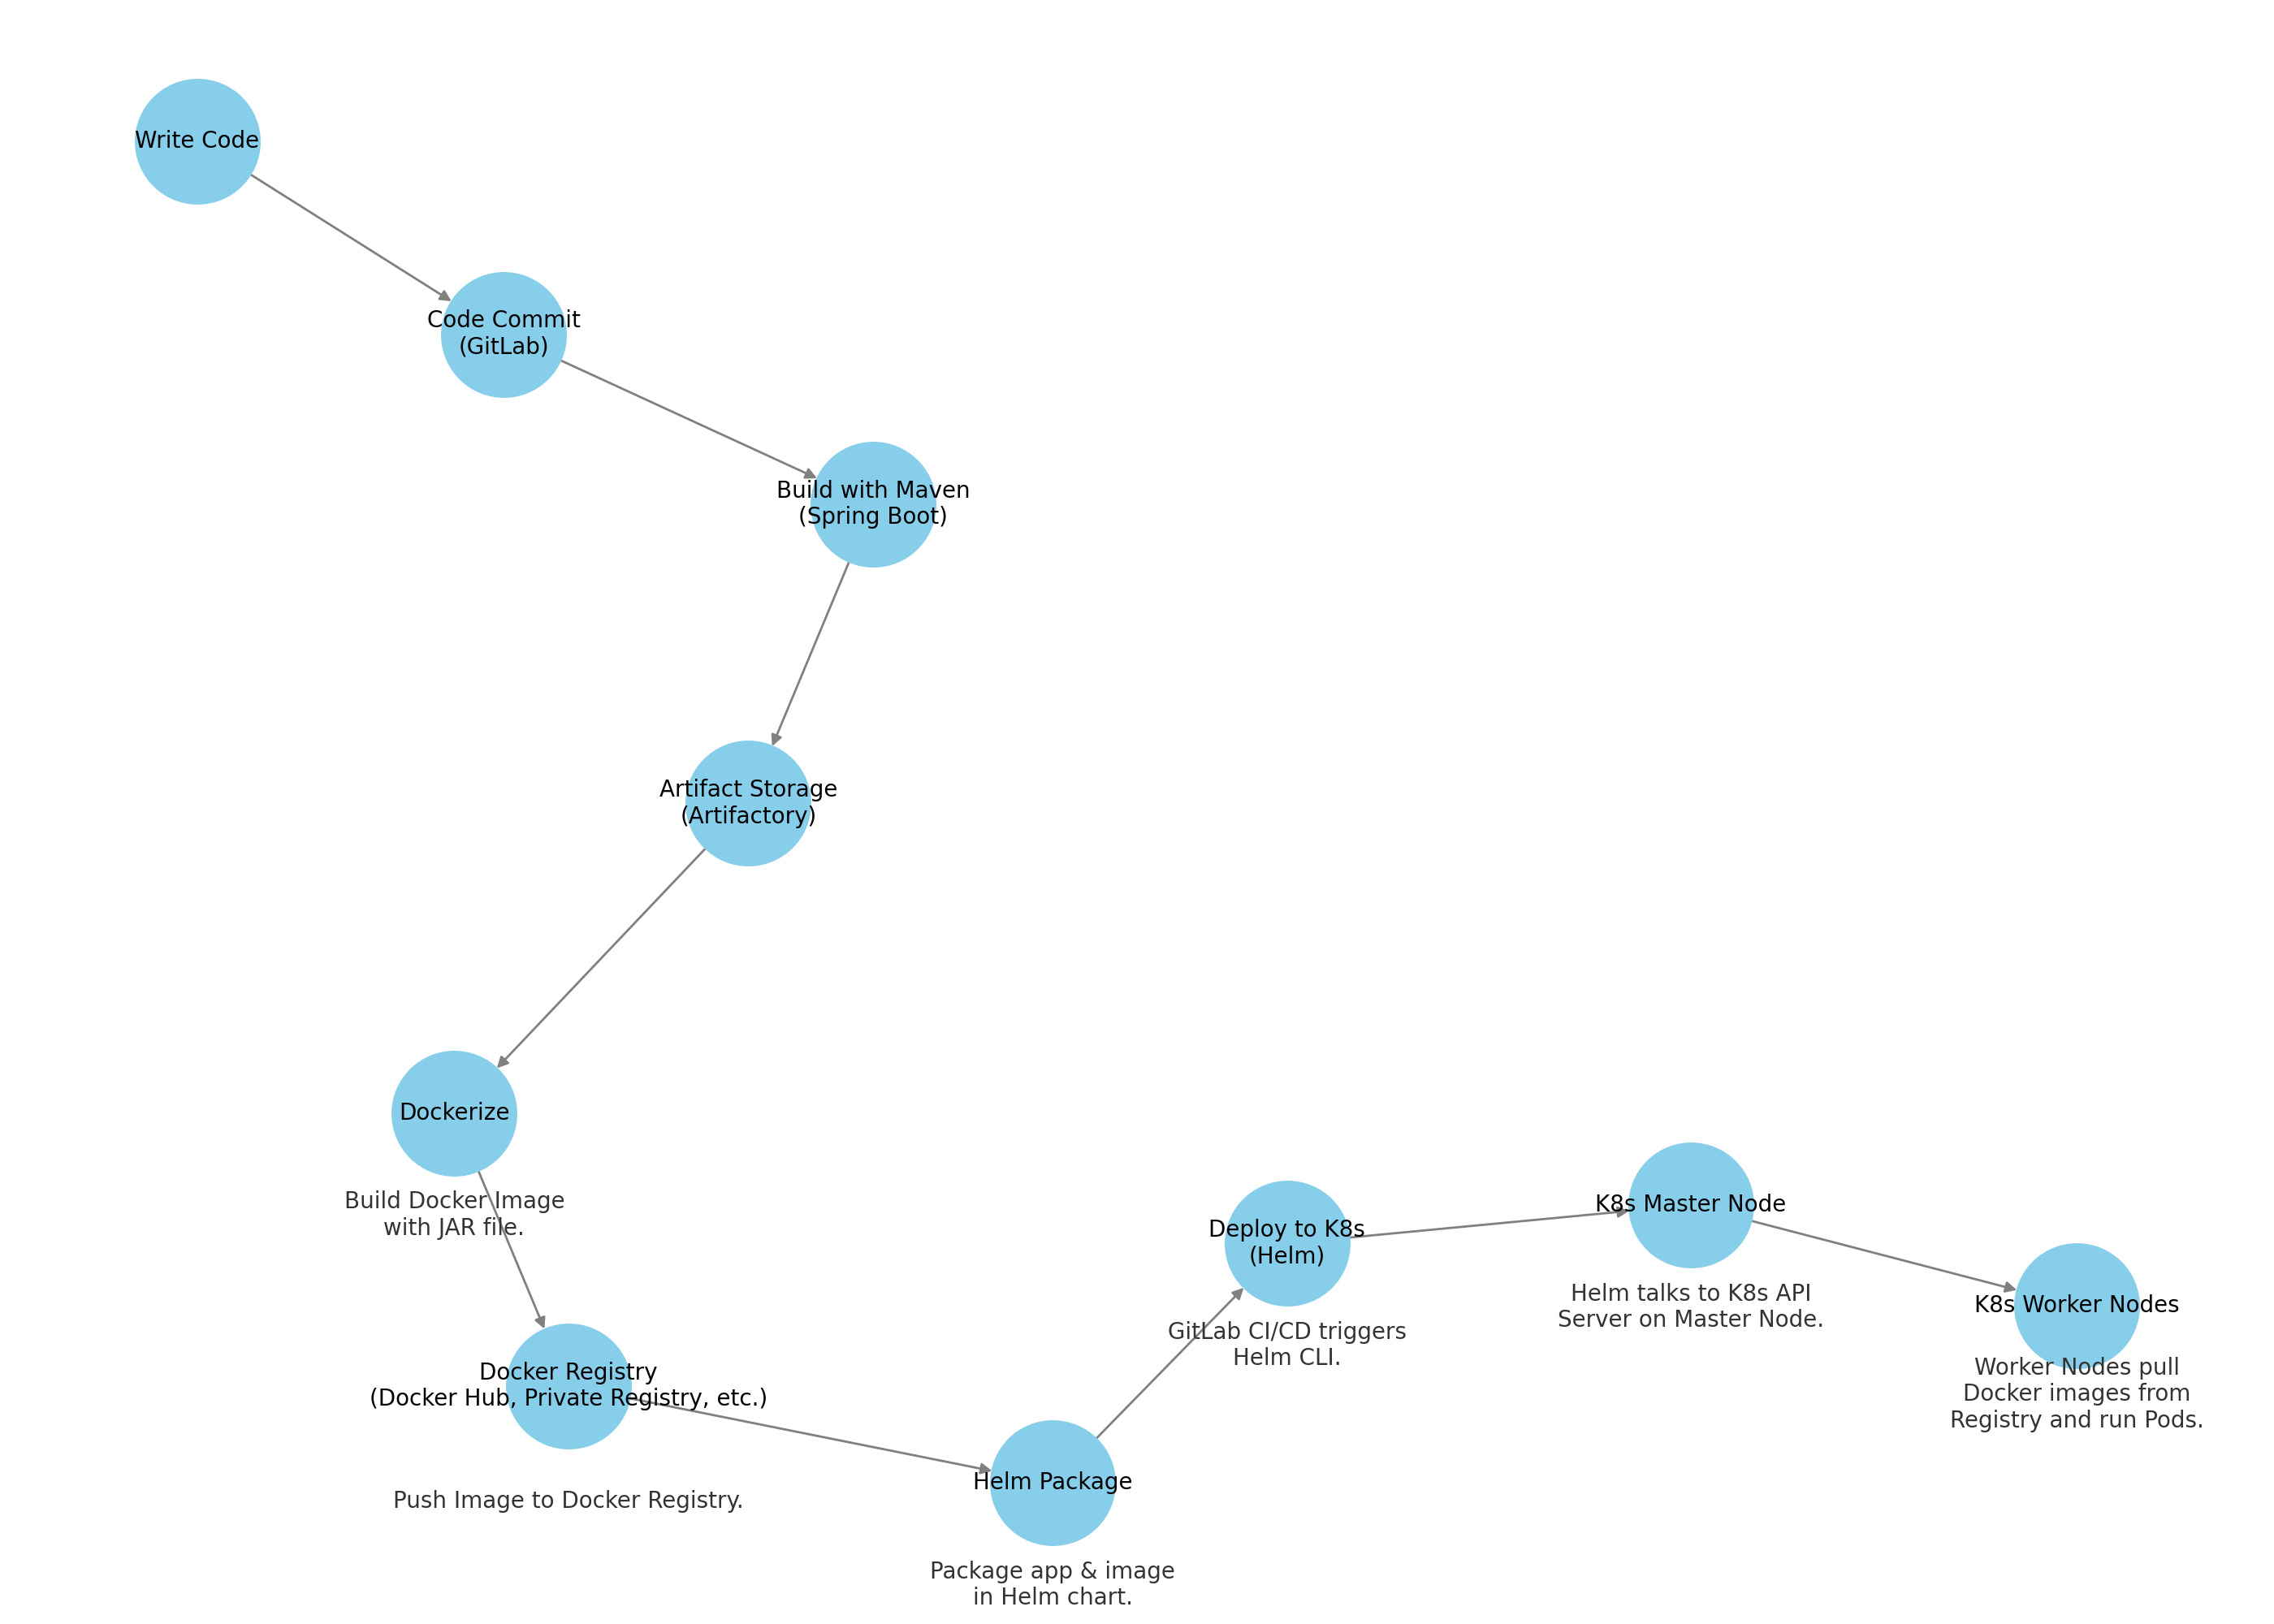 Write Code
Code Commit
(GitLab)
Build with Maven
(Spring Boot)
Artifact Storage
(Artifactory)
Dockerize
Build Docker Image
with JAR file.
Docker Registry
(Docker Hub, Private Registry, etc.)
Push Image to Docker Registry.
Helm Package
Package app & image
in Helm chart.
Deploy to K8s
(Helm)
GitLab CI/CD triggers
Helm CLI.
K8s Master Node
Helm talks to K8s API
Server on Master Node.
K8s Worker Nodes
Worker Nodes pull
Docker images from
Registry and run Pods.